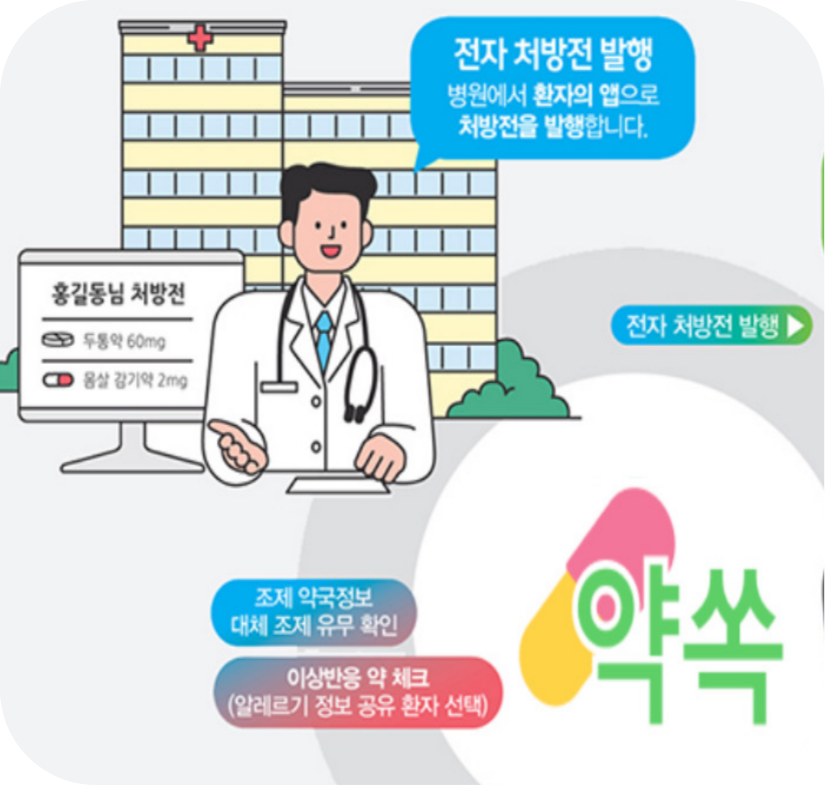 전자 처방전 발행
병원에서 환자의 앱으로
처방전을 발행합니다.
홍길동님 처방전
두통약 60mg
몸살 감기약 2mg
전자 처방전 발행
약쏙
조제 약국정보
대체 조제 유무 확인
이상반응 약 체크
(알레르기 정보 공유 환자 선택)